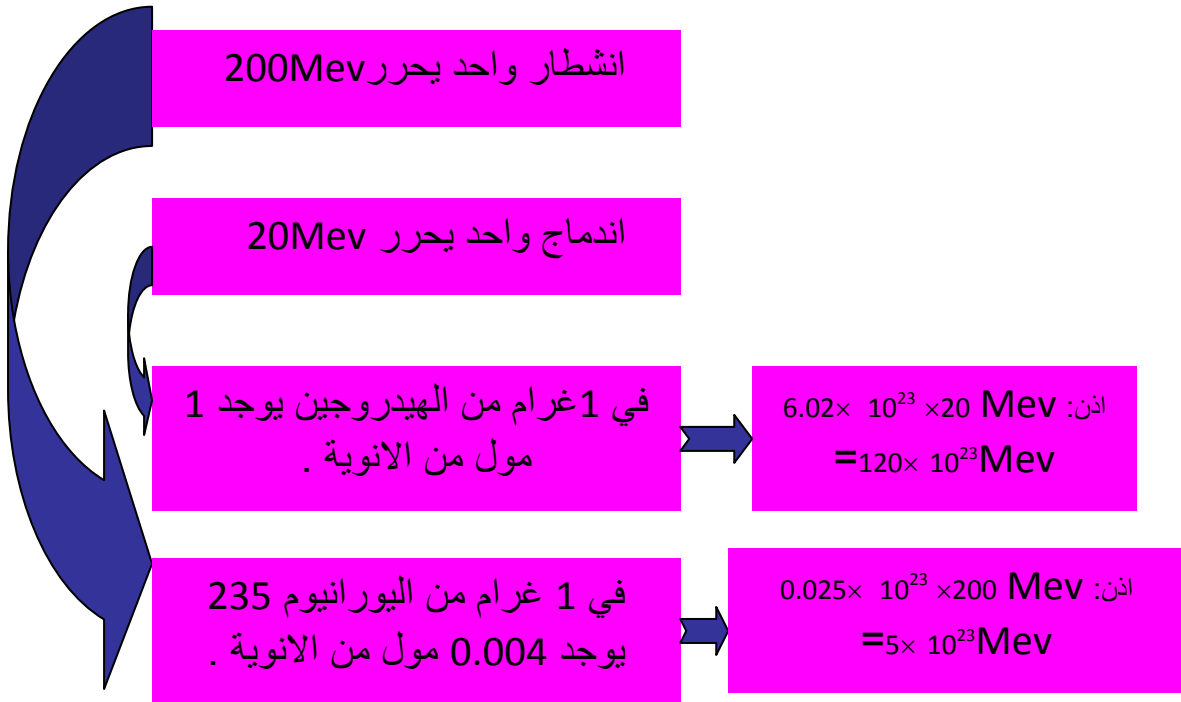 انشطار واحد يحرر200Mev
اندماج واحد يحرر 20Mev
في 1غرام من الهيدروجين يوجد 1
مول من الانوية .
اذن: 6.02× 10²³ ×20 Mev
=120× 10²³Mev
في 1 غرام من اليورانيوم 235
يوجد 0.004 مول من الانوية .
اذن: 0.025× 10²³ ×200 Mev
=5× 10²³Mev